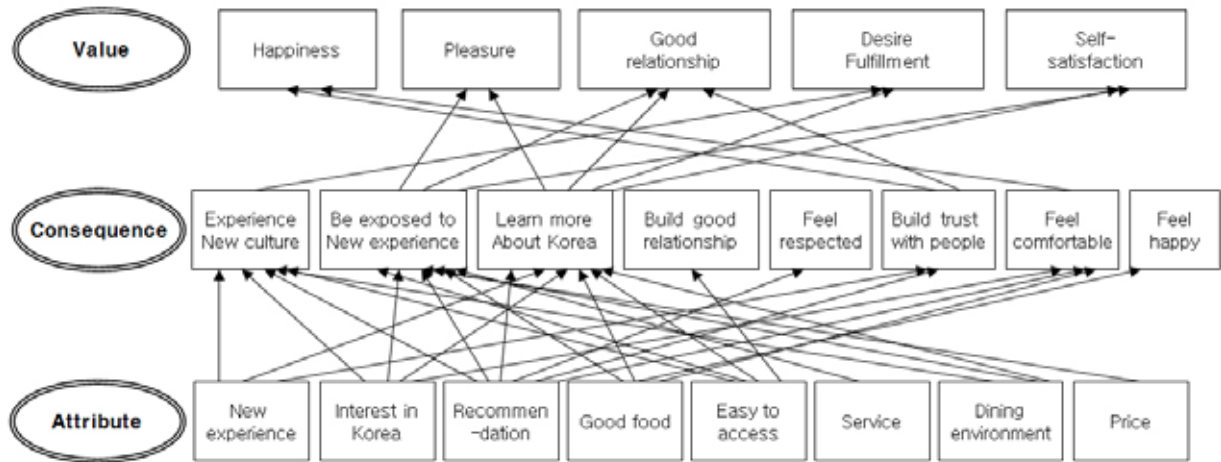 Value
Happiness
Pleasure
Good
relationship
Desire
Fulfillment
Self-
satisfaction
Consequence
Experience
New culture
Be exposed to
New experience
Learn more
About Korea
Build good
relationship
Feel
respected
Build trust
with people
Feel
comfortable
Feel
happy
Attribute
New
experience
Interest in
Korea
Recommen
-dation
Good food
Easy to
access
Service
Dining
environment
Price